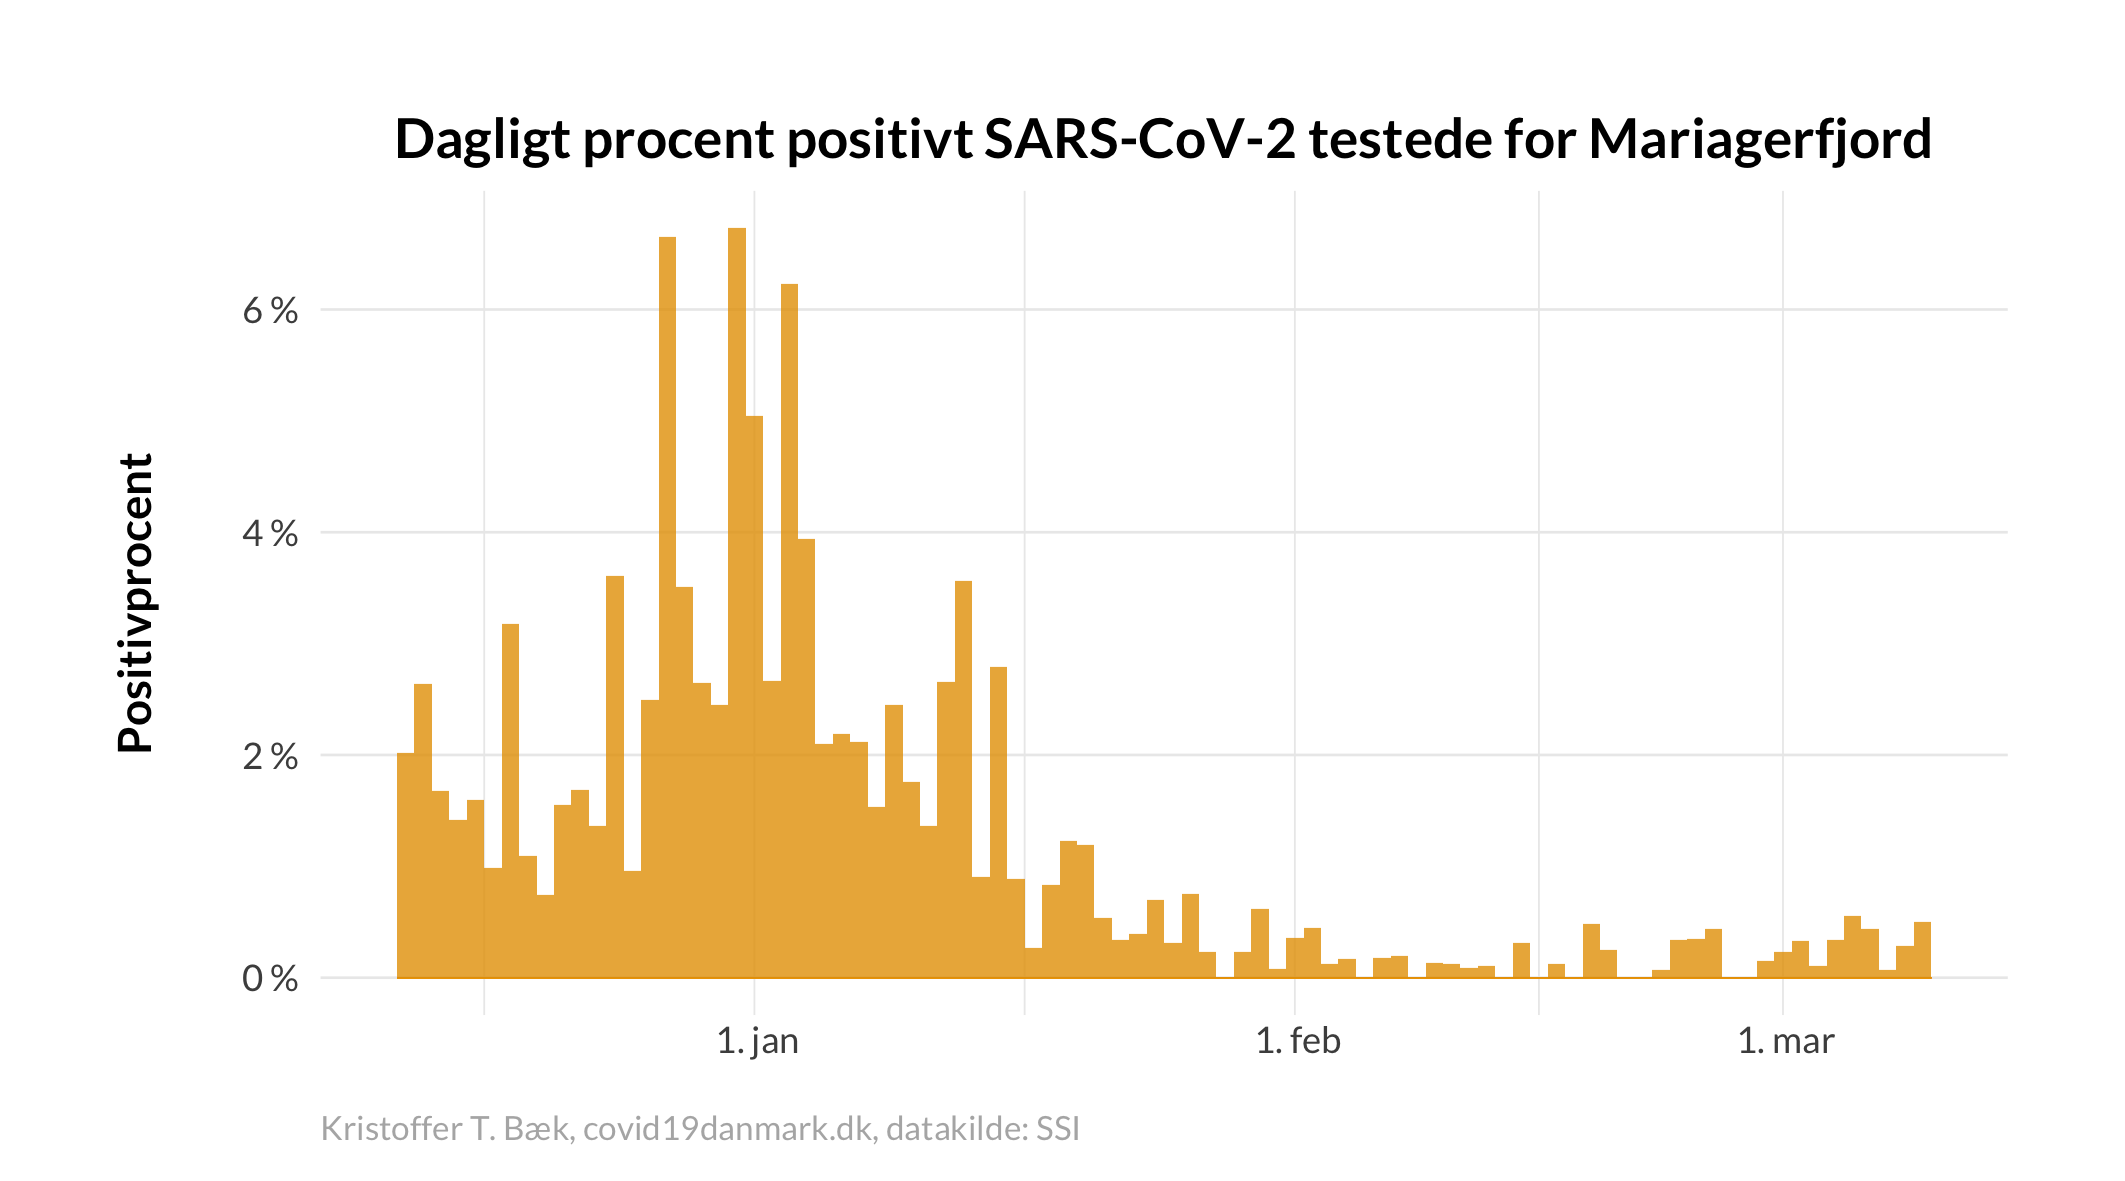 Dagligt procent positivt SARS-CoV-2 testede for Mariagerfjord
Positivprocent
6 %
4 %
2 %
0 %
1. jan
1. feb
1. mar
Kristoffer T. Bæk, covid19danmark.dk, datakilde: SSI